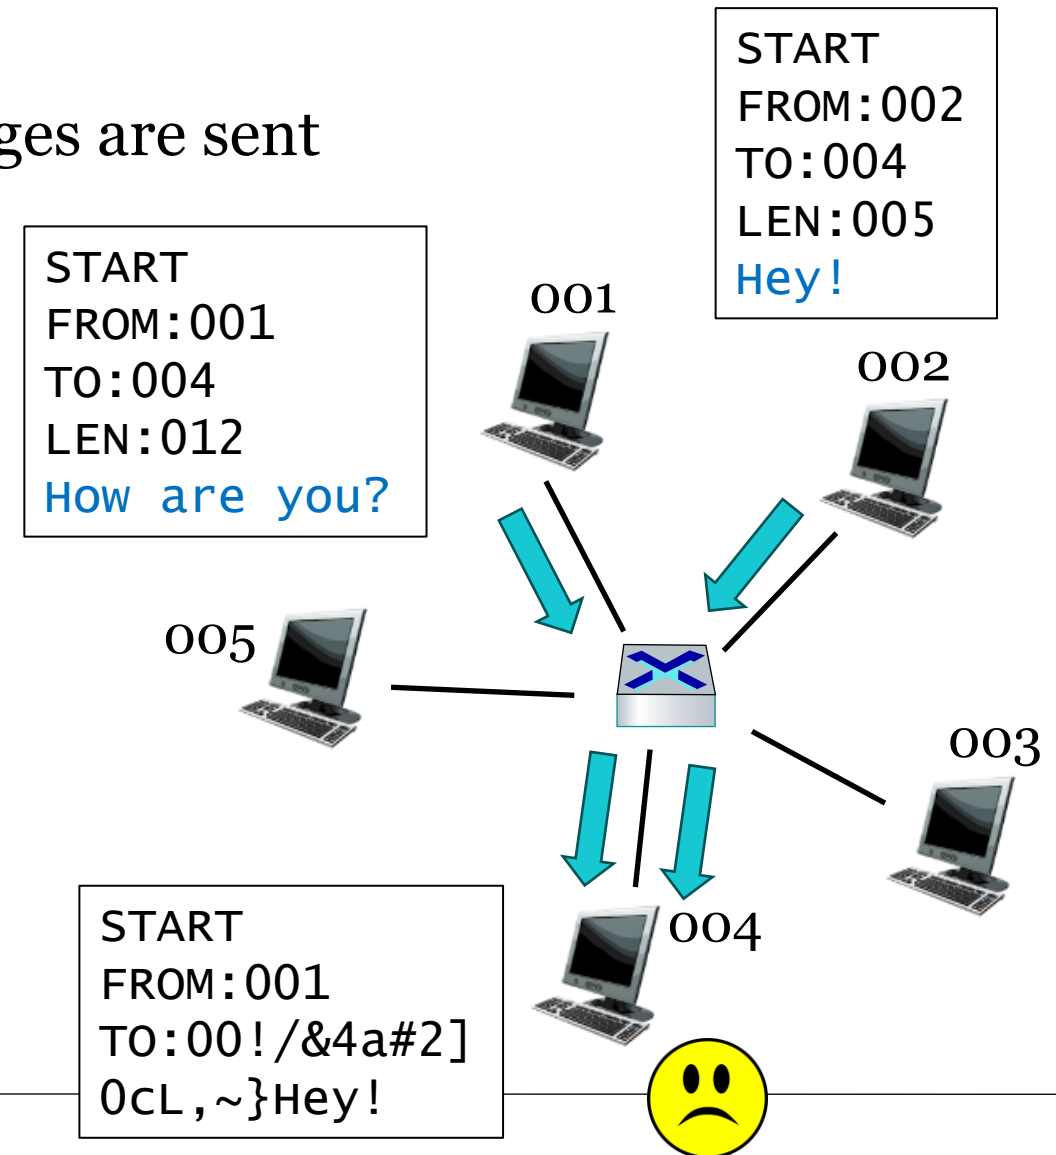 ges are sent
START
FROM:002
TO:004
LEN:005
Hey!
START
FROM:001
TO:004
LEN:012
How are you?
001
002
005
003
004
START
FROM:001
TO:00!/&4a#2]
0cL,~}Hey!